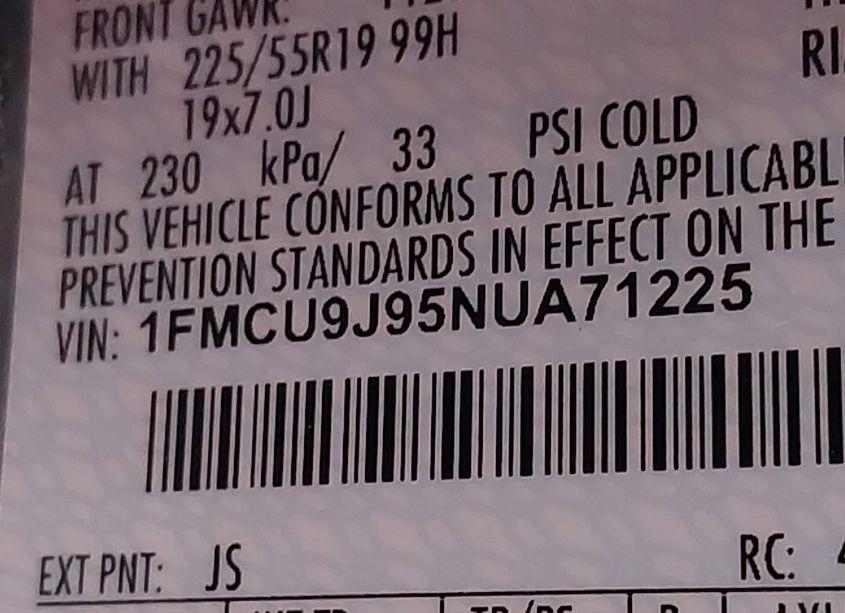 FRONT GAWR:
WITH 225/55R19 99H
19x7.0J
AT 230 kPa/ 33 PSI COLD
THIS VEHICLE CONFORMS TO ALL APPLICABL
PREVENTION STANDARDS IN EFFECT ON THE
VIN: 1FMCU9J95NUA71225
EXT PNT: JS RC: